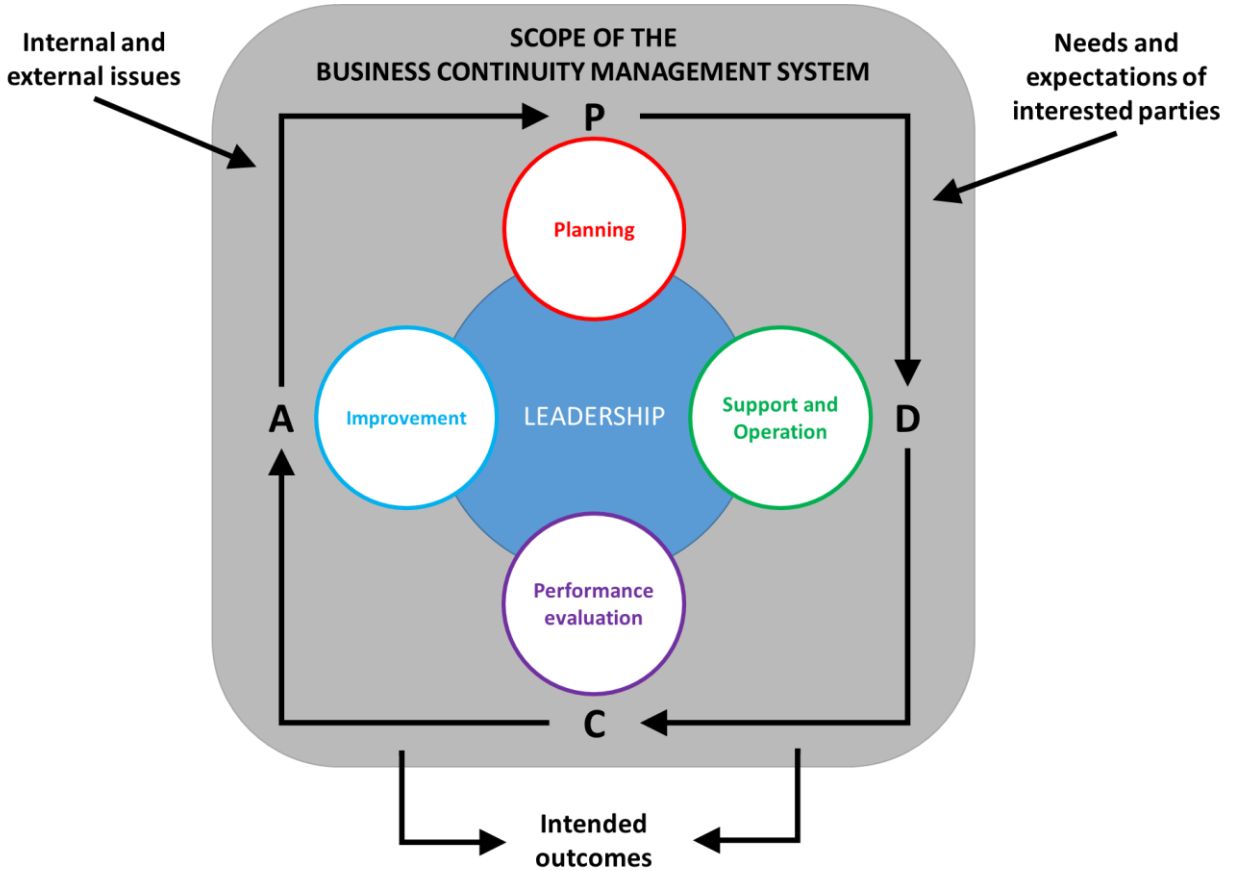 SCOPE OF THE
BUSINESS CONTINUITY MANAGEMENT SYSTEM
Internal and
external issues
Needs and
expectations of
interested parties
P
Planning
A
Improvement
LEADERSHIP
Support and
Operation
D
Performance
evaluation
C
Intended
outcomes